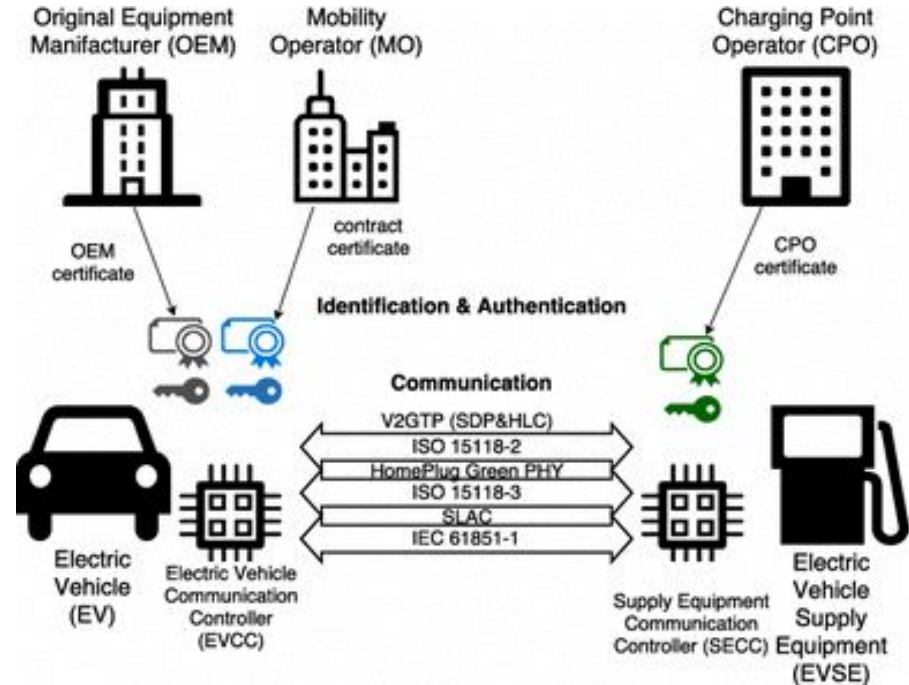 Original Equipment
Manifacturer (OEM)
Mobility
Operator (MO)
Charging Point
Operator (CPO)
OEM
certificate
contract
certificate
CPO
certificate
Identification & Authentication
Communication
V2GTP (SDP&HLC)
ISO 15118-2
HomePlug Green PHY
ISO 15118-3
SLAC
IEC 61851-1
Electric
Vehicle
(EV)
Electric Vehicle
Communication
Controller
(EVCC)
Supply Equipment
Communication
Controller (SECC)
Electric
Vehicle
Supply
Equipment
(EVSE)